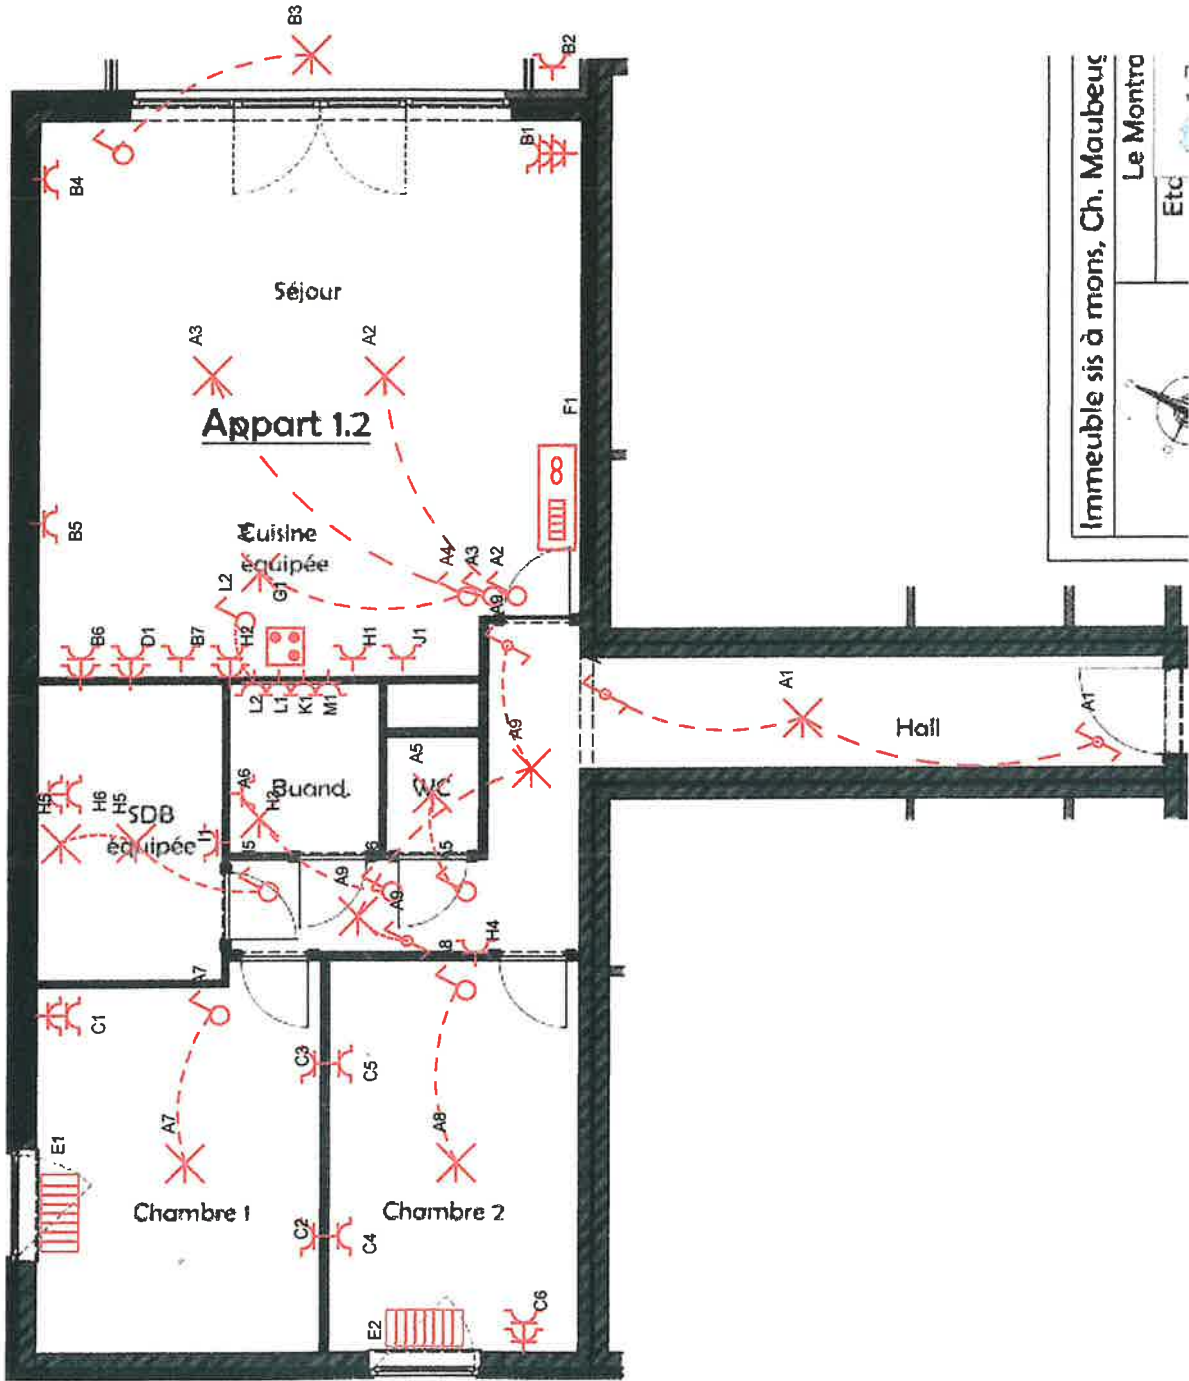 B3
B2
B1
B4
Séjour
A3
A2
Appart 1.2
F1
B5
Cuisine
équipée
A4
A3
A2
L2
G1
A9
B6
D1
B7
H2
H1
J1
L2
L1
K1
M1
A1
Hall
A1
A9
A5
WC
A6
Buand.
H5
H6
H5
SDB
équipée
I1
A5
A9
A9
H4
A7
A8
C1
C3
C5
E1
A7
A8
Chambre 1
Chambre 2
C2
C4
E2
C6
Immeuble sis à mons, Ch. Maubeug
Le Montra
Etc